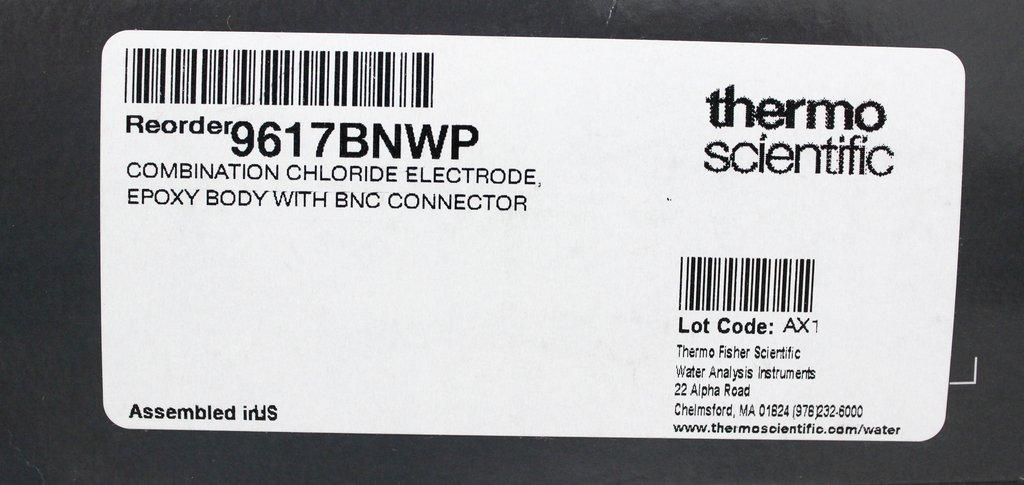 Reorder 9617BNWP
COMBINATION CHLORIDE ELECTRODE,
EPOXY BODY WITH BNC CONNECTOR
thermo
scientific
Lot Code: AX1
Thermo Fisher Scientific
Water Analysis Instruments
22 Alpha Road
Chelmsford, MA 01824 (978)232-6000
www.thermoscientific.com/water
Assembled in US